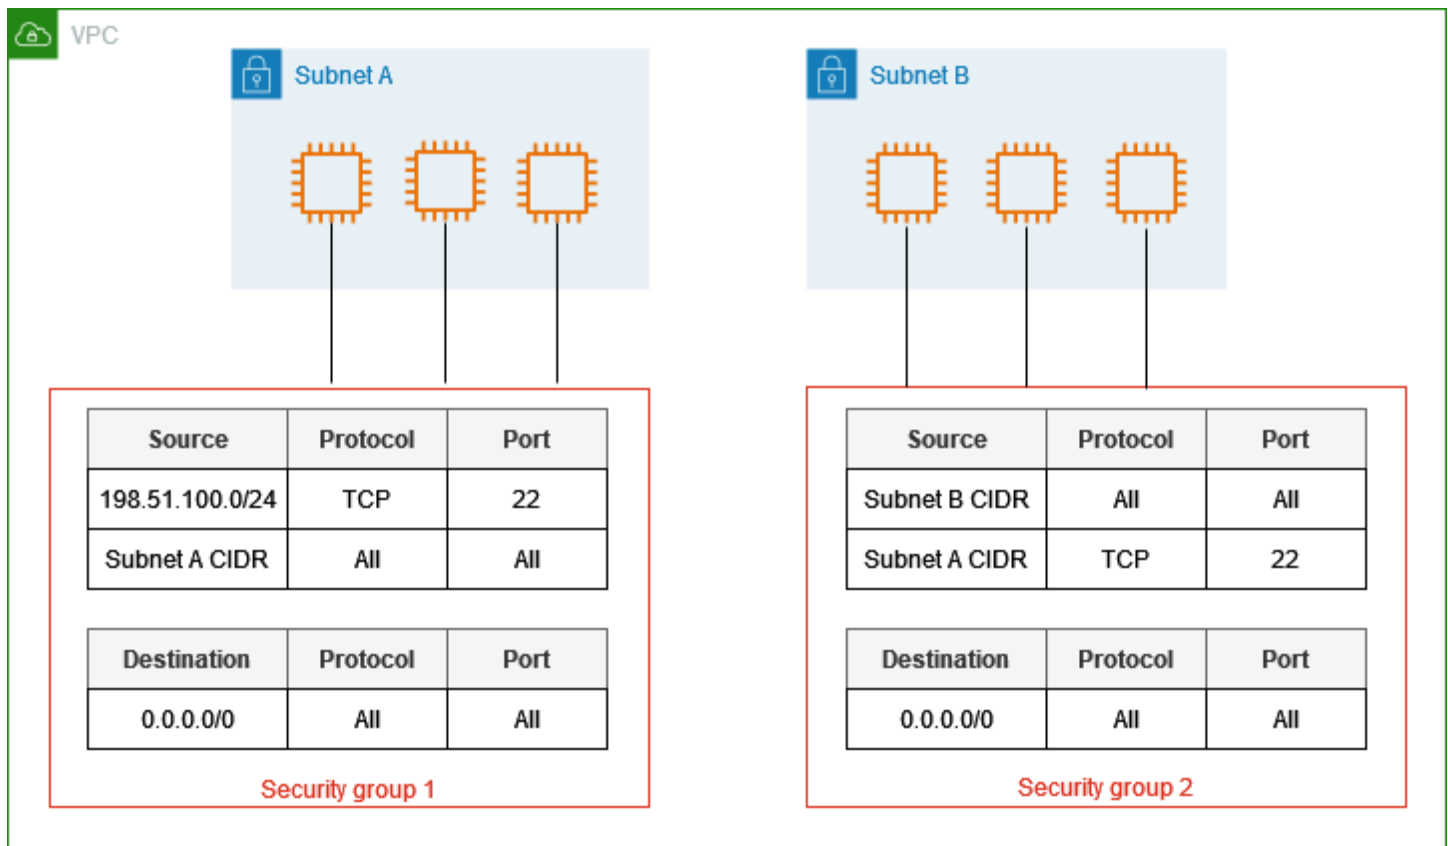 VPC
Subnet A
Subnet B
Source Protocol Port
198.51.100.0/24 TCP 22
Subnet A CIDR All All
Destination Protocol Port
0.0.0.0/0 All All
Security group 1
Source Protocol Port
Subnet B CIDR All All
Subnet A CIDR TCP 22
Destination Protocol Port
0.0.0.0/0 All All
Security group 2